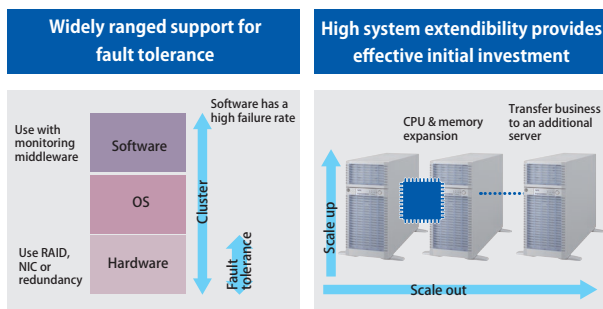 Widely ranged support for
fault tolerance
High system extendibility provides
effective initial investment
Software has a
high failure rate
Use with
monitoring
middleware
Software
OS
Hardware
Use RAID,
NIC or
redundancy
Cluster
Fault
tolerance
CPU & memory
expansion
Transfer business
to an additional
server
Scale up
Scale out